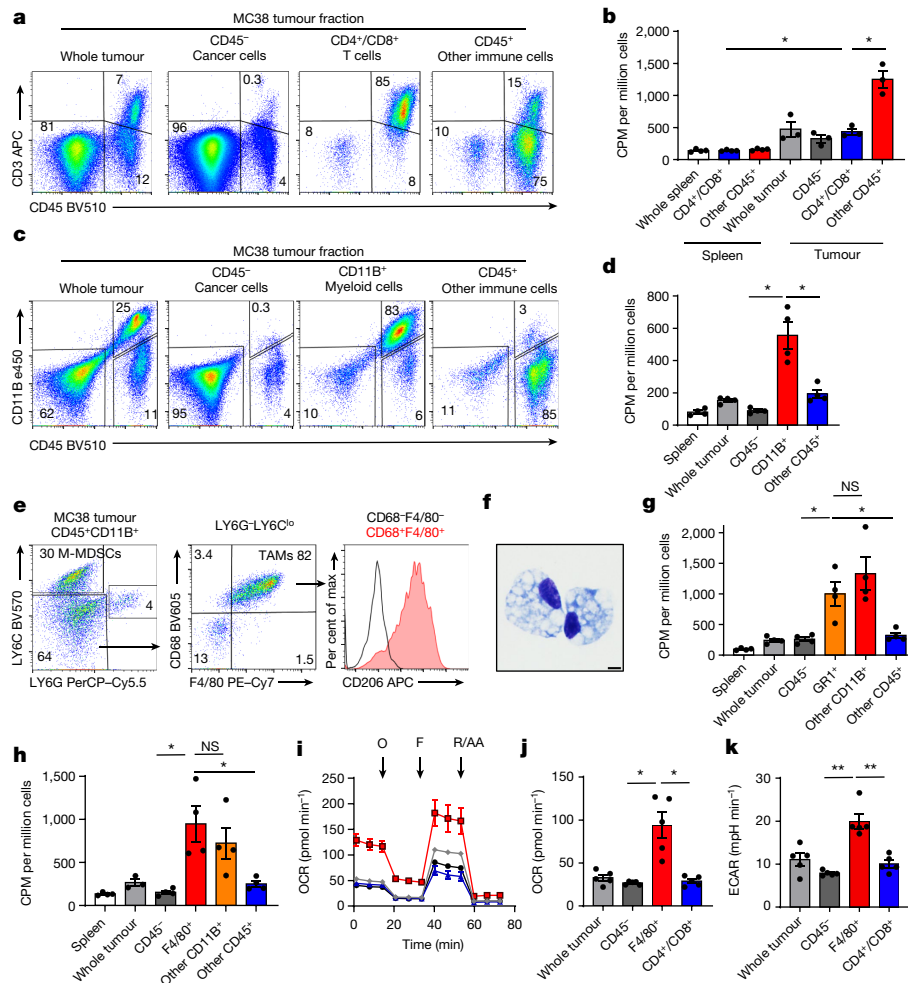 a
MC38 tumour fraction
Whole tumour
CD45⁻
Cancer cells
CD4⁺/CD8⁺
T cells
CD45⁺
Other immune cells
7
81
12
0.3
96
4
85
8
8
15
10
75
CD3 APC
CD45 BV510
b
CPM per million cells
2,000
1,500
1,000
500
0
*
*
Whole spleen
CD4⁺/CD8⁺
Other CD45⁺
Whole tumour
CD45⁻
CD4⁺/CD8⁺
Other CD45⁺
Spleen
Tumour
c
MC38 tumour fraction
Whole tumour
CD45⁻
Cancer cells
CD11B⁺
Myeloid cells
CD45⁺
Other immune cells
25
62
11
0.3
95
4
83
10
6
3
11
85
CD11B e450
CD45 BV510
d
CPM per million cells
800
600
400
200
0
*
*
Spleen
Whole tumour
CD45⁻
CD11B⁺
Other CD45⁺
e
MC38 tumour
CD45⁺CD11B⁺
30 M-MDSCs
4
64
LY6C BV570
LY6G PerCP–Cy5.5
LY6G⁻LY6Cˡᵒ
3.4
TAMs 82
13
1.5
CD68 BV605
F4/80 PE–Cy7
CD68⁻F4/80⁻
CD68⁺F4/80⁺
Per cent of max
CD206 APC
f
g
CPM per million cells
2,000
1,500
1,000
500
0
NS
*
*
Spleen
Whole tumour
CD45⁻
GR1⁺
Other CD11B⁺
Other CD45⁺
h
CPM per million cells
1,500
1,000
500
0
*
NS
*
Spleen
Whole tumour
CD45⁻
F4/80⁺
Other CD11B⁺
Other CD45⁺
i
O
F
R/AA
OCR (pmol min⁻¹)
250
200
150
100
50
0
0
20
40
60
80
Time (min)
j
OCR (pmol min⁻¹)
150
100
50
0
*
*
Whole tumour
CD45⁻
F4/80⁺
CD4⁺/CD8⁺
k
ECAR (mpH min⁻¹)
30
20
10
0
**
**
Whole tumour
CD45⁻
F4/80⁺
CD4⁺/CD8⁺